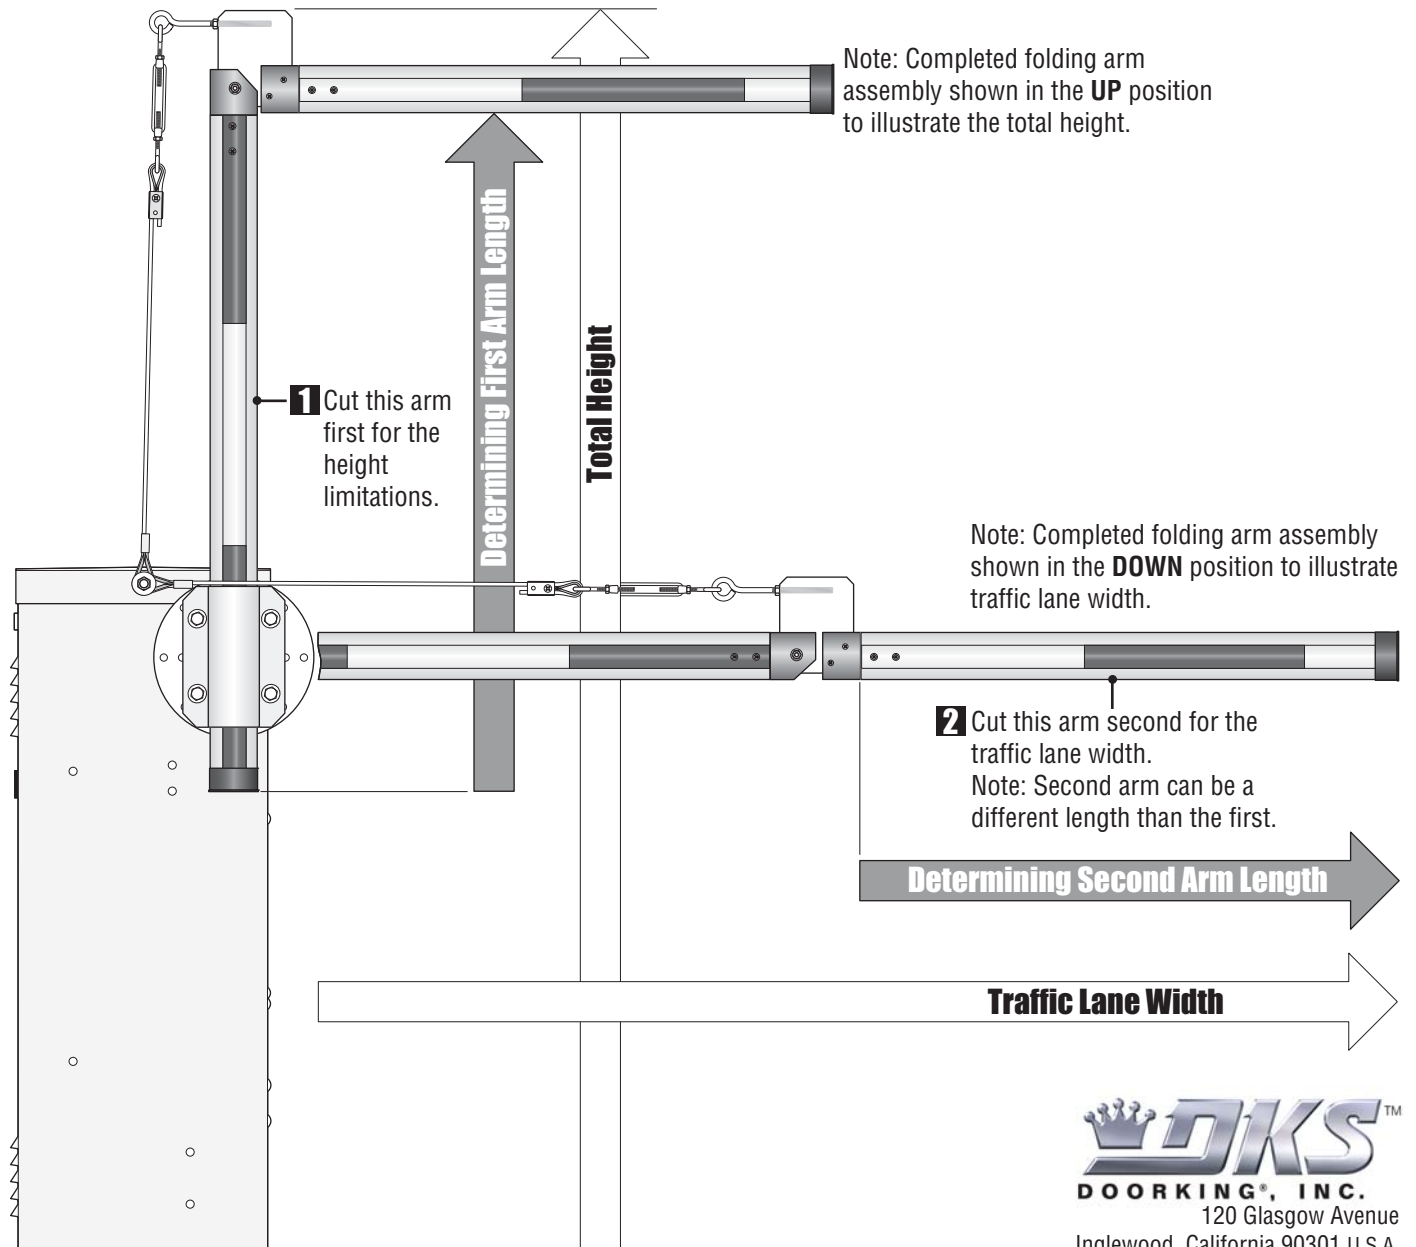 Note: Completed folding arm
assembly shown in the UP position
to illustrate the total height.
Determining First Arm Length
Total Height
1 Cut this arm
first for the
height
limitations.
Note: Completed folding arm assembly
shown in the DOWN position to illustrate
traffic lane width.
2 Cut this arm second for the
traffic lane width.
Note: Second arm can be a
different length than the first.
Determining Second Arm Length
Traffic Lane Width
DKS™
DOORKING®, INC.
120 Glasgow Avenue
Inglewood, California 90301 U.S.A.